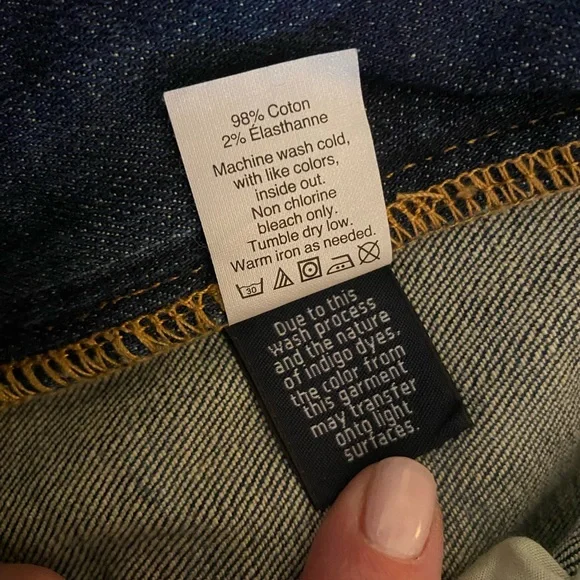 98% Coton
2% Élasthanne
Machine wash cold,
with like colors,
inside out.
Non chlorine
bleach only.
Tumble dry low.
Warm iron as needed.
30
Due to this
wash process
and the nature
of indigo dyes,
the color from
this garment
may transfer
onto light
surfaces.